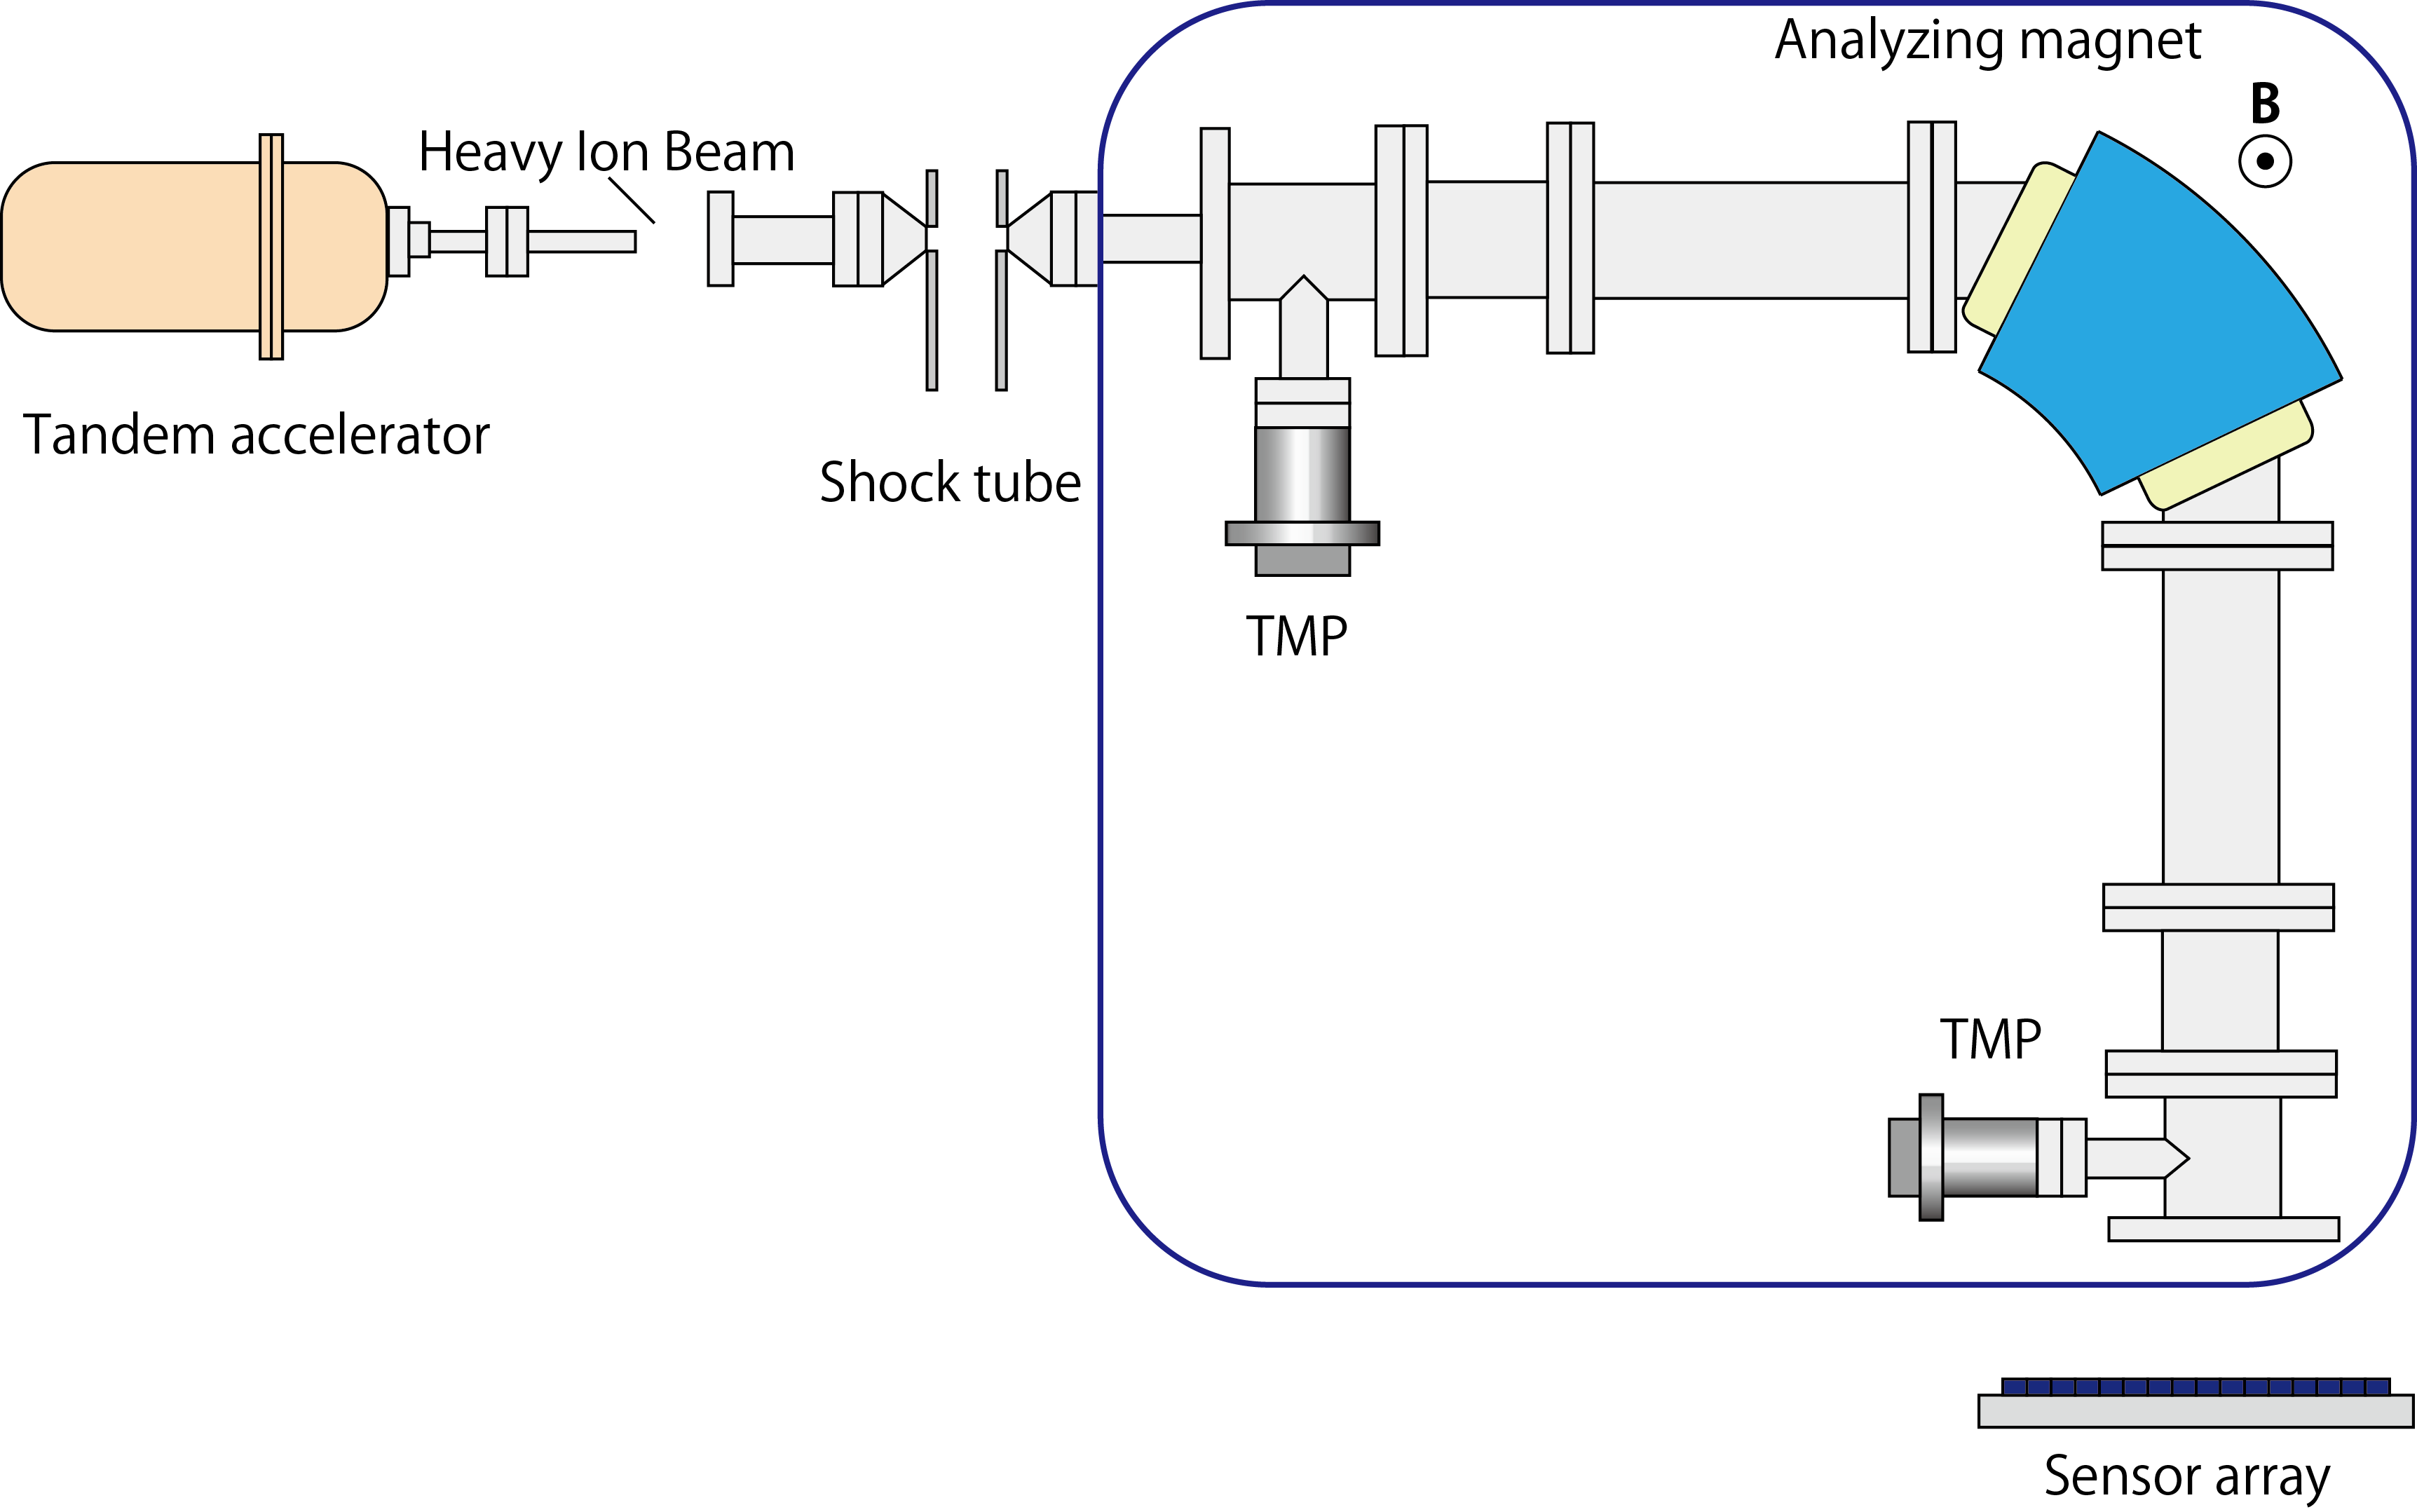 Analyzing magnet
B
Heavy Ion Beam
Tandem accelerator
Shock tube
TMP
TMP
Sensor array